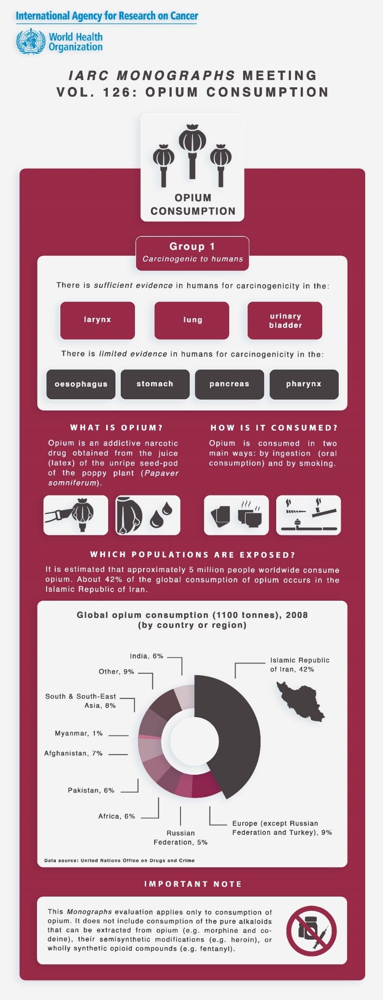 International Agency for Research on Cancer
World Health
Organization
IARC MONOGRAPHS MEETING
VOL. 126: OPIUM CONSUMPTION
OPIUM
CONSUMPTION
Group 1
Carcinogenic to humans
There is sufficient evidence in humans for carcinogenicity in the:
larynx
lung
urinary
bladder
There is limited evidence in humans for carcinogenicity in the:
oesophagus
stomach
pancreas
pharynx
WHAT IS OPIUM?
Opium is an addictive narcotic
drug obtained from the juice
(latex) of the unripe seed-pod
of the poppy plant (Papaver
somniferum).
HOW IS IT CONSUMED?
Opium is consumed in two
main ways: by ingestion (oral
consumption) and by smoking.
WHICH POPULATIONS ARE EXPOSED?
It is estimated that approximately 5 million people worldwide consume
opium. About 42% of the global consumption of opium occurs in the
Islamic Republic of Iran.
Global opium consumption (1100 tonnes), 2008
(by country or region)
India, 6%
Islamic Republic
of Iran, 42%
Other, 9%
South & South-East
Asia, 8%
Myanmar, 1%
Afghanistan, 7%
Pakistan, 6%
Africa, 6%
Russian
Federation, 5%
Europe (except Russian
Federation and Turkey), 9%
Data source: United Nations Office on Drugs and Crime
IMPORTANT NOTE
This Monographs evaluation applies only to consumption of
opium. It does not include consumption of the pure alkaloids
that can be extracted from opium (e.g. morphine and co-
deine), their semisynthetic modifications (e.g. heroin), or
wholly synthetic opioid compounds (e.g. fentanyl).